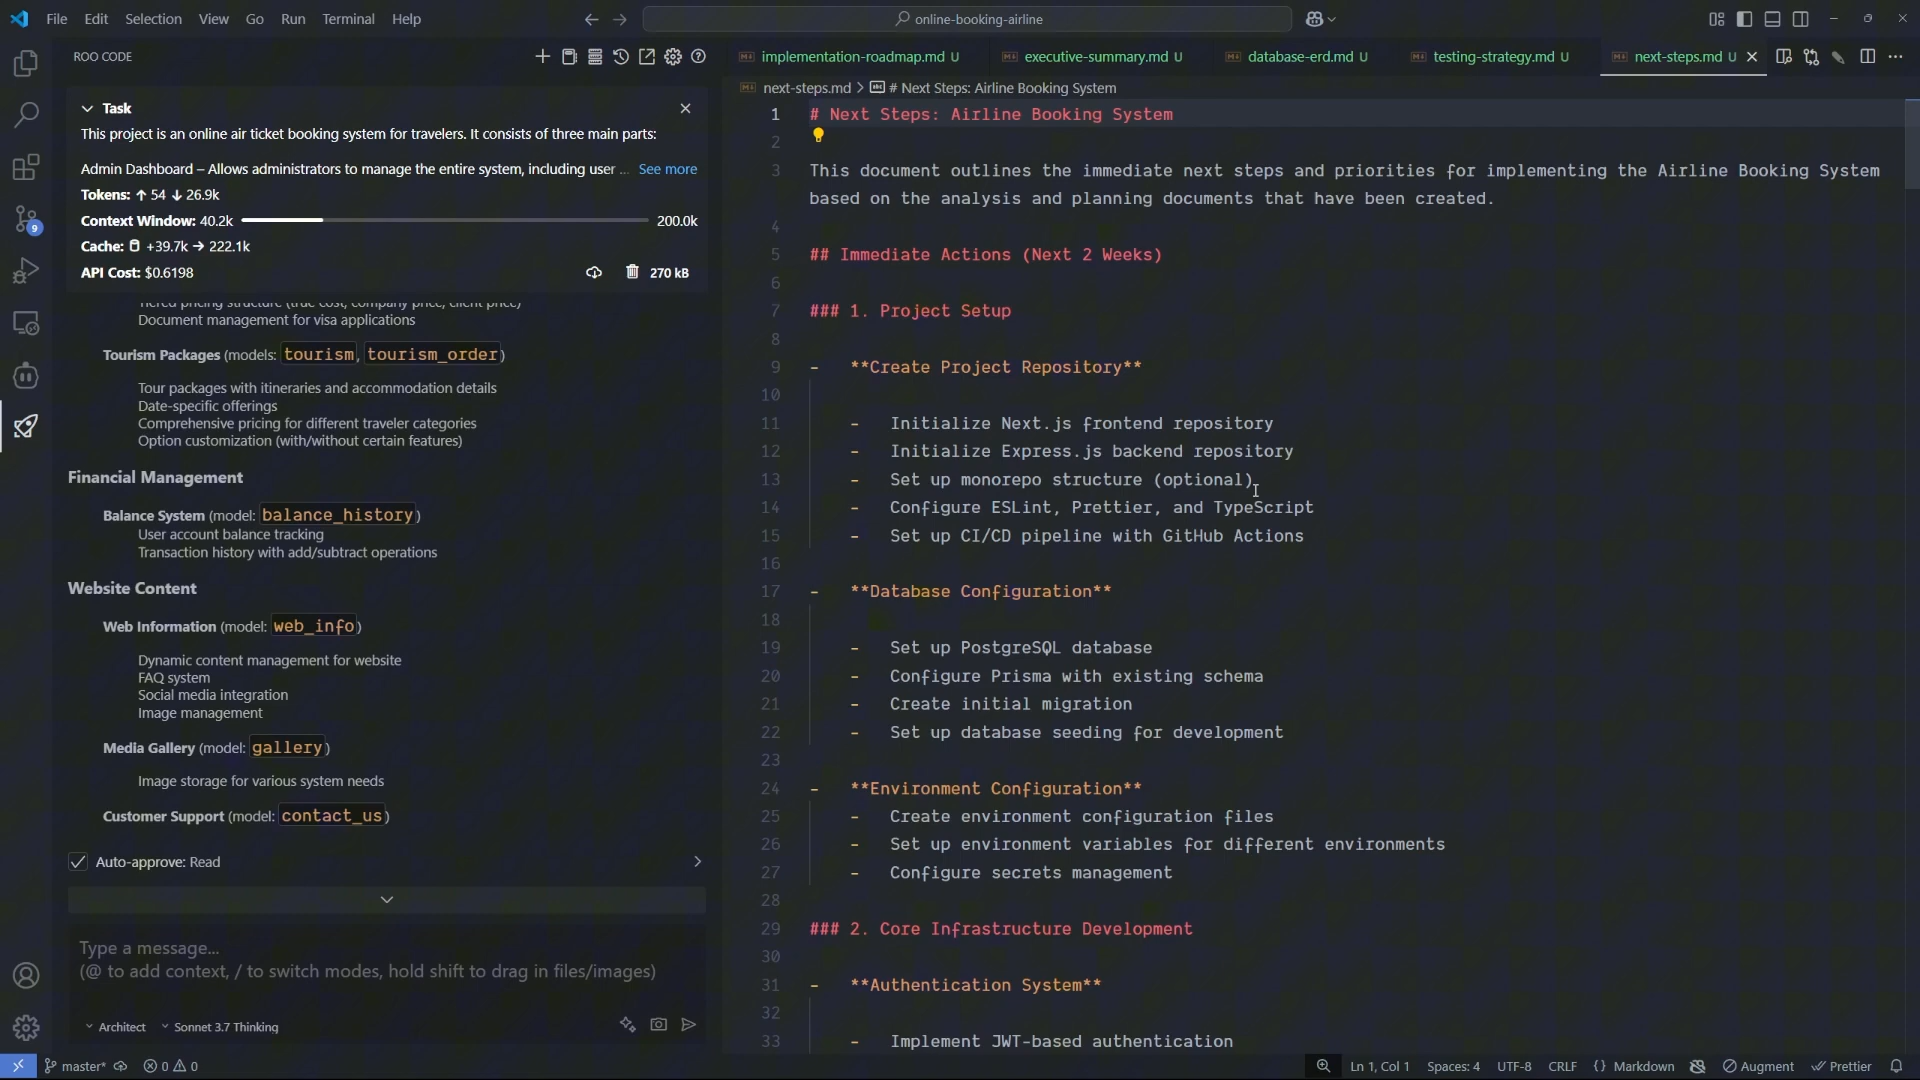 File Edit Selection View Go Run Terminal Help
online-booking-airline
ROO CODE
Task
This project is an online air ticket booking system for travelers. It consists of three main parts:
Admin Dashboard – Allows administrators to manage the entire system, including user ... See more
Tokens: ↑ 54 ↓ 26.9k
Context Window: 40.2k 200.0k
Cache: +39.7k → 222.1k
API Cost: $0.6198 270 kB
Tiered pricing structure (true cost, company price, client price)
Document management for visa applications
Tourism Packages (models: tourism, tourism_order)
Tour packages with itineraries and accommodation details
Date-specific offerings
Comprehensive pricing for different traveler categories
Option customization (with/without certain features)
Financial Management
Balance System (model: balance_history)
User account balance tracking
Transaction history with add/subtract operations
Website Content
Web Information (model: web_info)
Dynamic content management for website
FAQ system
Social media integration
Image management
Media Gallery (model: gallery)
Image storage for various system needs
Customer Support (model: contact_us)
Auto-approve: Read
Type a message...
(@ to add context, / to switch modes, hold shift to drag in files/images)
Architect Sonnet 3.7 Thinking
9
implementation-roadmap.md U executive-summary.md U database-erd.md U testing-strategy.md U next-steps.md U
next-steps.md > # Next Steps: Airline Booking System
1 # Next Steps: Airline Booking System
2
3 This document outlines the immediate next steps and priorities for implementing the Airline Booking System
based on the analysis and planning documents that have been created.
4
5 ## Immediate Actions (Next 2 Weeks)
6
7 ### 1. Project Setup
8
9 - **Create Project Repository**
10
11 - Initialize Next.js frontend repository
12 - Initialize Express.js backend repository
13 - Set up monorepo structure (optional)
14 - Configure ESLint, Prettier, and TypeScript
15 - Set up CI/CD pipeline with GitHub Actions
16
17 - **Database Configuration**
18
19 - Set up PostgreSQL database
20 - Configure Prisma with existing schema
21 - Create initial migration
22 - Set up database seeding for development
23
24 - **Environment Configuration**
25 - Create environment configuration files
26 - Set up environment variables for different environments
27 - Configure secrets management
28
29 ### 2. Core Infrastructure Development
30
31 - **Authentication System**
32
33 - Implement JWT-based authentication
master* 0 0 Ln 1, Col 1 Spaces: 4 UTF-8 CRLF {} Markdown Augment Prettier